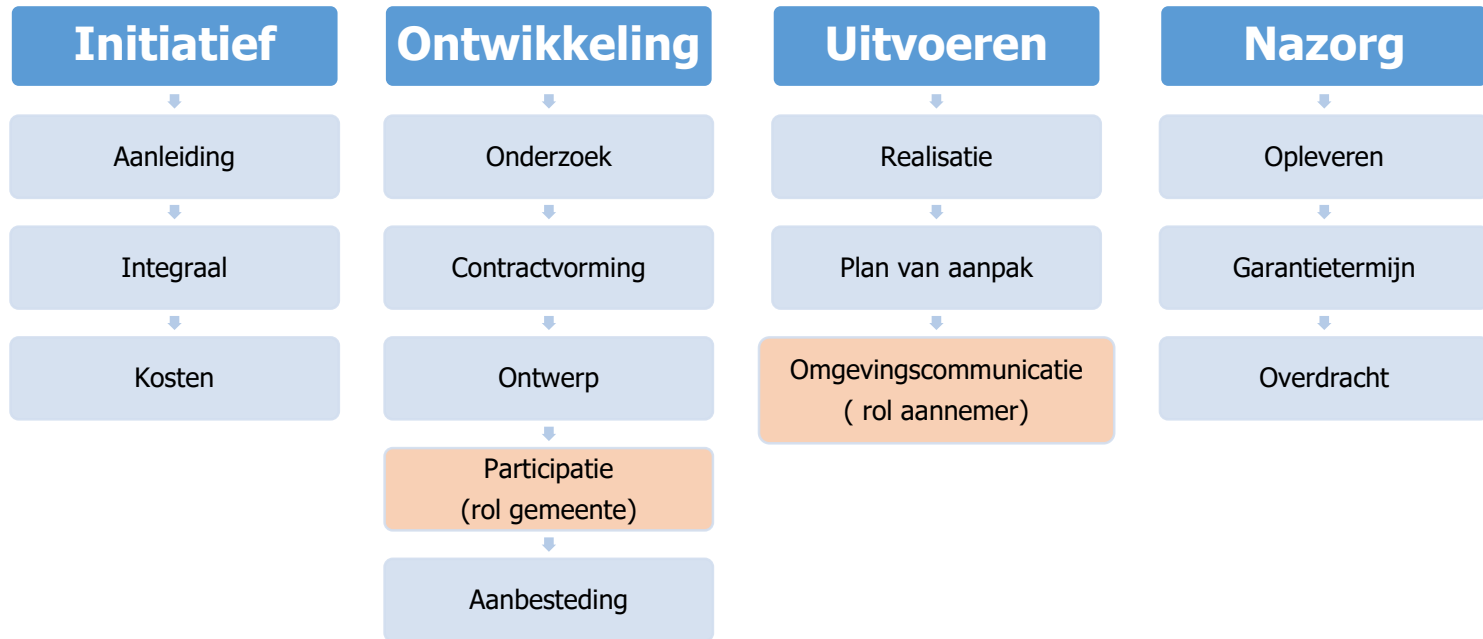 Initiatief
Aanleiding
Integraal
Kosten
Ontwikkeling
Onderzoek
Contractvorming
Ontwerp
Participatie
(rol gemeente)
Aanbesteding
Uitvoeren
Realisatie
Plan van aanpak
Omgevingscommunicatie
( rol aannemer)
Nazorg
Opleveren
Garantietermijn
Overdracht